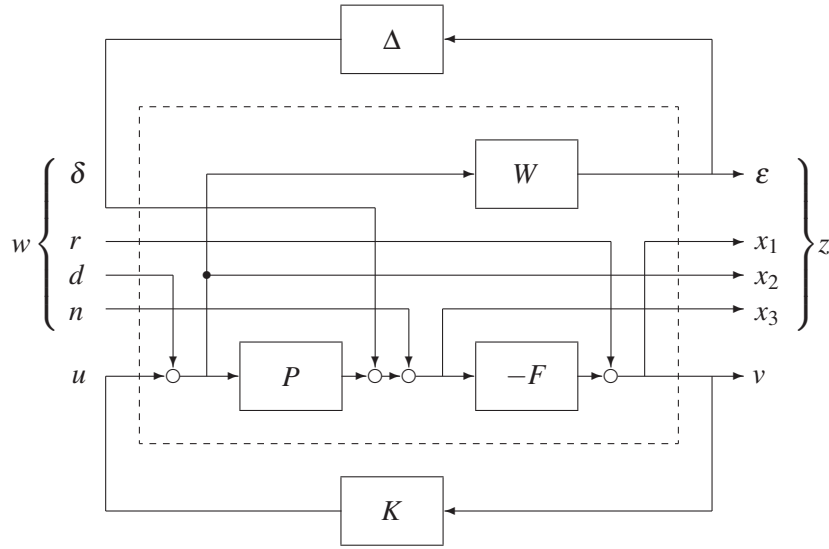 Δ
δ W ε
w r x₁ z
d x₂
n x₃
u P −F v
K